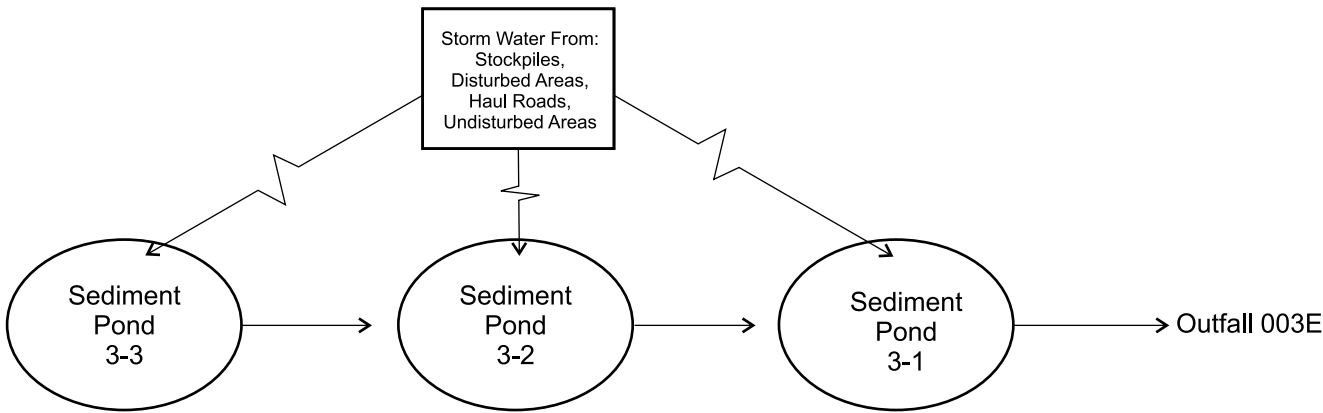 Storm Water From:
Stockpiles,
Disturbed Areas,
Haul Roads,
Undisturbed Areas
Sediment
Pond
3-3
Sediment
Pond
3-2
Sediment
Pond
3-1
Outfall 003E